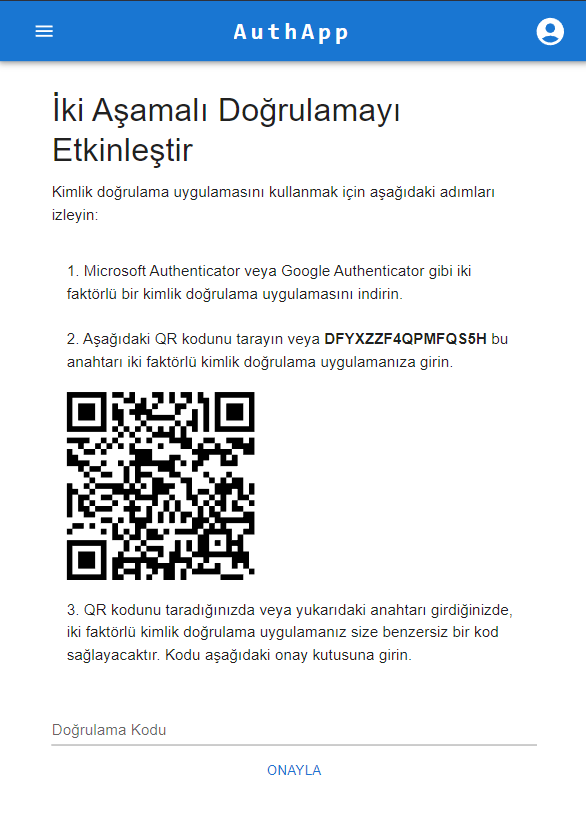 AuthApp
İki Aşamalı Doğrulamayı
Etkinleştir
Kimlik doğrulama uygulamasını kullanmak için aşağıdaki adımları
izleyin:
1. Microsoft Authenticator veya Google Authenticator gibi iki
faktörlü bir kimlik doğrulama uygulamasını indirin.
2. Aşağıdaki QR kodunu tarayın veya DFYXZZF4QPMFQS5H bu
anahtarı iki faktörlü kimlik doğrulama uygulamanıza girin.
3. QR kodunu taradığınızda veya yukarıdaki anahtarı girdiğinizde,
iki faktörlü kimlik doğrulama uygulamanız size benzersiz bir kod
sağlayacaktır. Kodu aşağıdaki onay kutusuna girin.
Doğrulama Kodu
ONAYLA